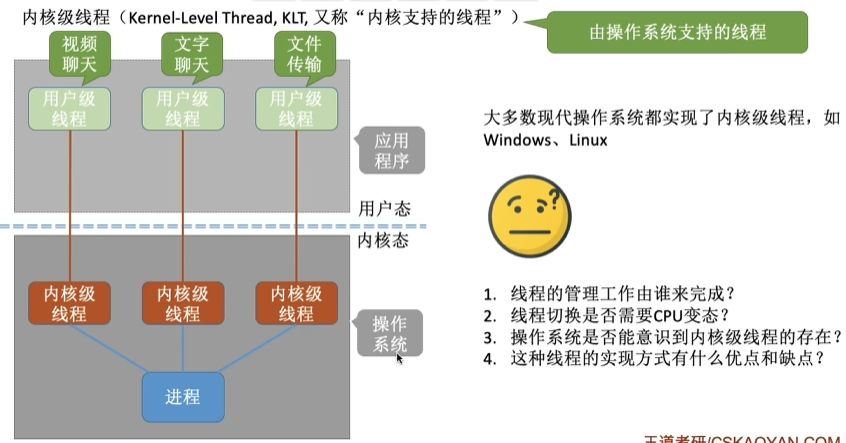 内核级线程（Kernel-Level Thread, KLT, 又称“内核支持的线程”）
由操作系统支持的线程
视频
聊天
文字
聊天
文件
传输
用户级
线程
用户级
线程
用户级
线程
应用
程序
大多数现代操作系统都实现了内核级线程，如
Windows、Linux
用户态
内核态
内核级
线程
内核级
线程
内核级
线程
操作
系统
进程
1. 线程的管理工作由谁来完成？
2. 线程切换是否需要CPU变态？
3. 操作系统是否能意识到内核级线程的存在？
4. 这种线程的实现方式有什么优点和缺点？
王道考研/CSKAOYAN.COM